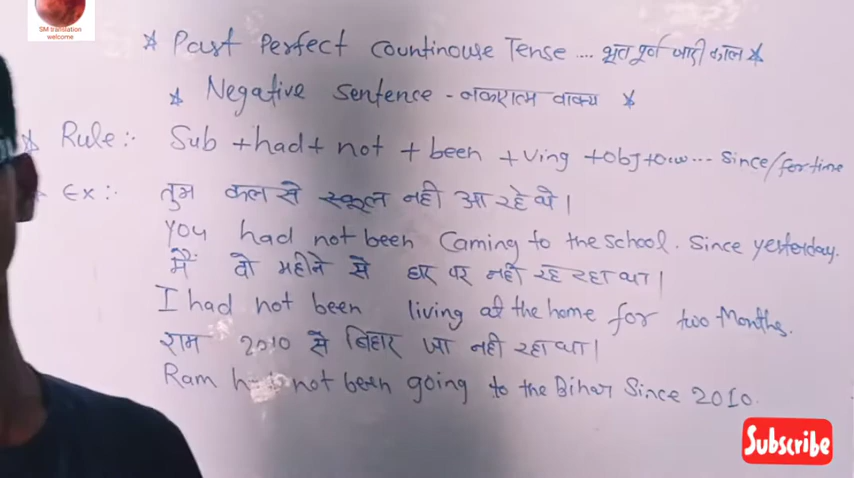 SM translation
welcome
* Past Perfect Countinouse Tense ... भूत पूर्ण जारी काल *
* Negative Sentence - नकरात्म वाक्य *
* Rule:- Sub + had + not + been + Ving + obj + o.w... Since/for time
* Ex:- तुम कल से स्कूल नही आ रहे थे।
You had not been Caming to the School. Since yesterday.
मैं दो महीने से घर पर नही रह रहा था।
I had not been living at the home for two Months.
राम 2010 से बिहार जा नही रहा था।
Ram not been going to the Bihar Since 2010.
Subscribe